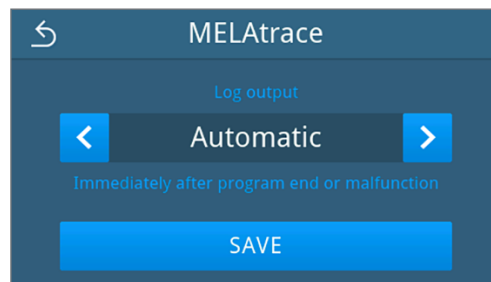 MELAtrace
Log output
Automatic
Immediately after program end or malfunction
SAVE